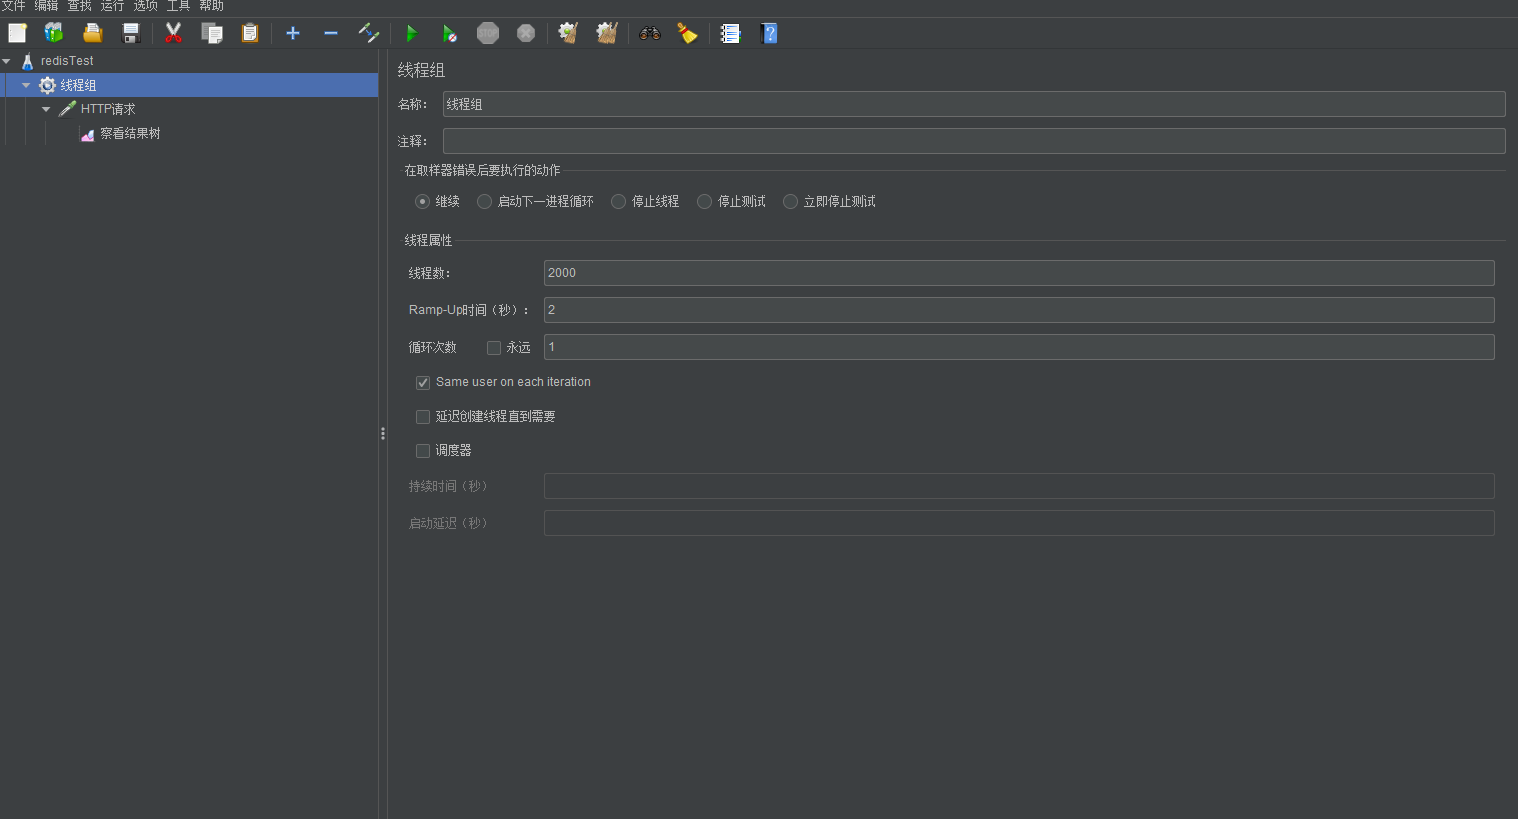 文件 编辑 查找 运行 选项 工具 帮助
STOP
redisTest
线程组
HTTP请求
察看结果树
线程组
名称： 线程组
注释：
在取样器错误后要执行的动作
继续 启动下一进程循环 停止线程 停止测试 立即停止测试
线程属性
线程数： 2000
Ramp-Up时间（秒）： 2
循环次数 永远 1
Same user on each iteration
延迟创建线程直到需要
调度器
持续时间（秒）
启动延迟（秒）